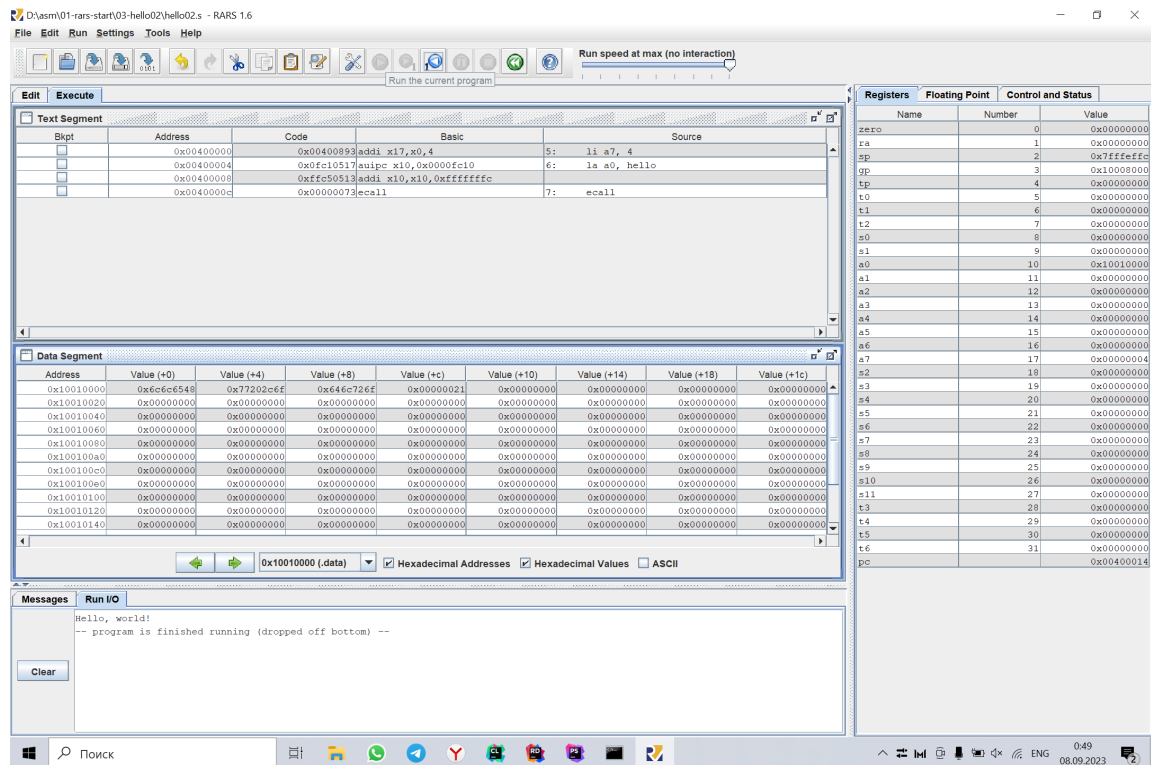 D:\asm\01-rars-start\03-hello02\hello02.s - RARS 1.6
File Edit Run Settings Tools Help
Run speed at max (no interaction)
Run the current program
Edit Execute
Text Segment
Bkpt Address Code Basic Source
0x00400000 0x00400893 addi x17,x0,4 5: li a7, 4
0x00400004 0x0fc10517 auipc x10,0x0000fc10 6: la a0, hello
0x00400008 0xffc50513 addi x10,x10,0xfffffffc
0x0040000c 0x00000073 ecall 7: ecall
Data Segment
Address Value (+0) Value (+4) Value (+8) Value (+c) Value (+10) Value (+14) Value (+18) Value (+1c)
0x10010000 0x6c6c6548 0x77202c6f 0x646c726f 0x00000021 0x00000000 0x00000000 0x00000000 0x00000000
0x10010020 0x00000000 0x00000000 0x00000000 0x00000000 0x00000000 0x00000000 0x00000000 0x00000000
0x10010040 0x00000000 0x00000000 0x00000000 0x00000000 0x00000000 0x00000000 0x00000000 0x00000000
0x10010060 0x00000000 0x00000000 0x00000000 0x00000000 0x00000000 0x00000000 0x00000000 0x00000000
0x10010080 0x00000000 0x00000000 0x00000000 0x00000000 0x00000000 0x00000000 0x00000000 0x00000000
0x100100a0 0x00000000 0x00000000 0x00000000 0x00000000 0x00000000 0x00000000 0x00000000 0x00000000
0x100100c0 0x00000000 0x00000000 0x00000000 0x00000000 0x00000000 0x00000000 0x00000000 0x00000000
0x100100e0 0x00000000 0x00000000 0x00000000 0x00000000 0x00000000 0x00000000 0x00000000 0x00000000
0x10010100 0x00000000 0x00000000 0x00000000 0x00000000 0x00000000 0x00000000 0x00000000 0x00000000
0x10010120 0x00000000 0x00000000 0x00000000 0x00000000 0x00000000 0x00000000 0x00000000 0x00000000
0x10010140 0x00000000 0x00000000 0x00000000 0x00000000 0x00000000 0x00000000 0x00000000 0x00000000
0x10010000 (.data) Hexadecimal Addresses Hexadecimal Values ASCII
Messages Run I/O
Hello, world!
-- program is finished running (dropped off bottom) --
Clear
Registers Floating Point Control and Status
Name Number Value
zero 0 0x00000000
ra 1 0x00000000
sp 2 0x7fffeffc
gp 3 0x10008000
tp 4 0x00000000
t0 5 0x00000000
t1 6 0x00000000
t2 7 0x00000000
s0 8 0x00000000
s1 9 0x00000000
a0 10 0x10010000
a1 11 0x00000000
a2 12 0x00000000
a3 13 0x00000000
a4 14 0x00000000
a5 15 0x00000000
a6 16 0x00000000
a7 17 0x00000004
s2 18 0x00000000
s3 19 0x00000000
s4 20 0x00000000
s5 21 0x00000000
s6 22 0x00000000
s7 23 0x00000000
s8 24 0x00000000
s9 25 0x00000000
s10 26 0x00000000
s11 27 0x00000000
t3 28 0x00000000
t4 29 0x00000000
t5 30 0x00000000
t6 31 0x00000000
pc 0x00400014
Поиск
CL
RD
PS
ENG
0:49
08.09.2023
2